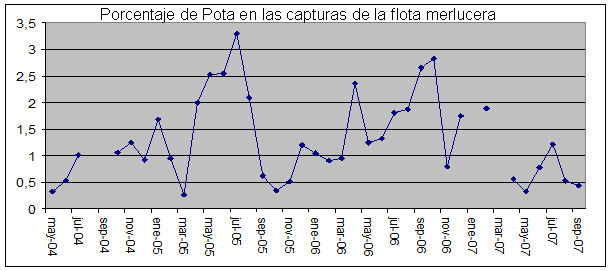 Porcentaje de Pota en las capturas de la flota merlucera
3,5
3
2,5
2
1,5
1
0,5
0
may-04
jul-04
sep-04
nov-04
ene-05
mar-05
may-05
jul-05
sep-05
nov-05
ene-06
mar-06
may-06
jul-06
sep-06
nov-06
ene-07
mar-07
may-07
jul-07
sep-07